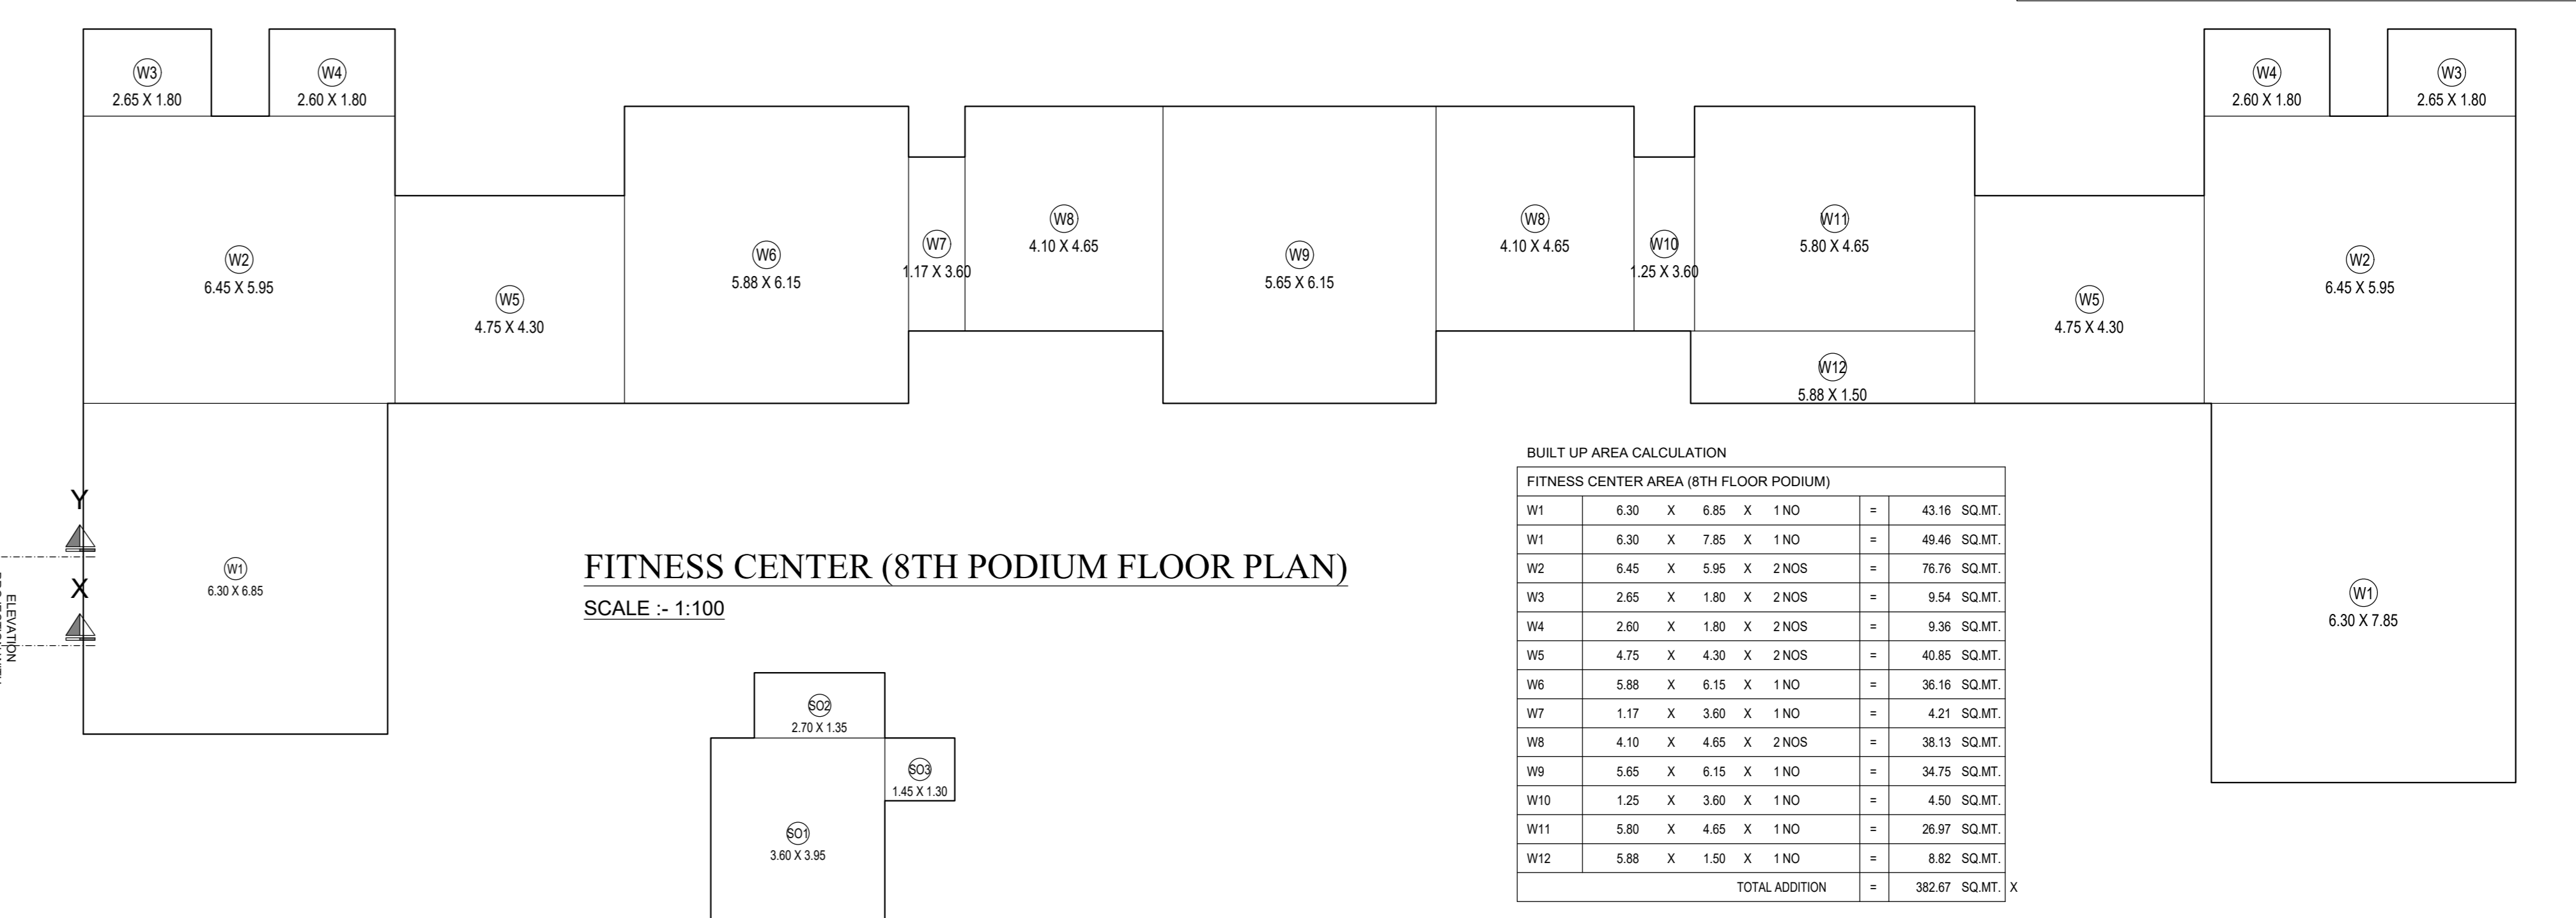 W3
2.65 X 1.80
W4
2.60 X 1.80
W4
2.60 X 1.80
W3
2.65 X 1.80
W2
6.45 X 5.95
W5
4.75 X 4.30
W6
5.88 X 6.15
W7
1.17 X 3.60
W8
4.10 X 4.65
W9
5.65 X 6.15
W8
4.10 X 4.65
W10
1.25 X 3.60
W11
5.80 X 4.65
W12
5.88 X 1.50
W5
4.75 X 4.30
W2
6.45 X 5.95
Y
X
ELEVATION
W1
6.30 X 6.85
FITNESS CENTER (8TH PODIUM FLOOR PLAN)
SCALE :- 1:100
SO2
2.70 X 1.35
SO3
1.45 X 1.30
SO1
3.60 X 3.95
BUILT UP AREA CALCULATION
FITNESS CENTER AREA (8TH FLOOR PODIUM)
W1 6.30 X 6.85 X 1 NO = 43.16 SQ.MT.
W1 6.30 X 7.85 X 1 NO = 49.46 SQ.MT.
W2 6.45 X 5.95 X 2 NOS = 76.76 SQ.MT.
W3 2.65 X 1.80 X 2 NOS = 9.54 SQ.MT.
W4 2.60 X 1.80 X 2 NOS = 9.36 SQ.MT.
W5 4.75 X 4.30 X 2 NOS = 40.85 SQ.MT.
W6 5.88 X 6.15 X 1 NO = 36.16 SQ.MT.
W7 1.17 X 3.60 X 1 NO = 4.21 SQ.MT.
W8 4.10 X 4.65 X 2 NOS = 38.13 SQ.MT.
W9 5.65 X 6.15 X 1 NO = 34.75 SQ.MT.
W10 1.25 X 3.60 X 1 NO = 4.50 SQ.MT.
W11 5.80 X 4.65 X 1 NO = 26.97 SQ.MT.
W12 5.88 X 1.50 X 1 NO = 8.82 SQ.MT.
TOTAL ADDITION = 382.67 SQ.MT. X
W1
6.30 X 7.85